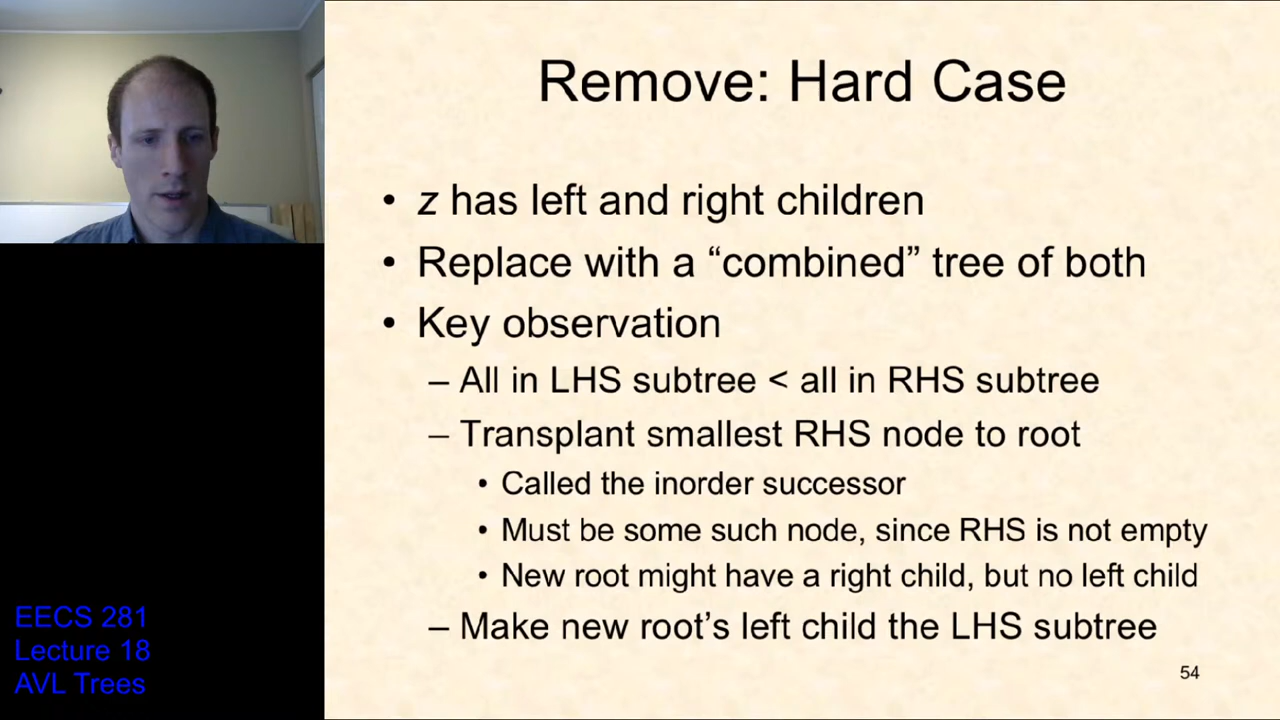 Remove: Hard Case
• z has left and right children
• Replace with a “combined” tree of both
• Key observation
– All in LHS subtree < all in RHS subtree
– Transplant smallest RHS node to root
• Called the inorder successor
• Must be some such node, since RHS is not empty
• New root might have a right child, but no left child
– Make new root’s left child the LHS subtree
54
EECS 281
Lecture 18
AVL Trees